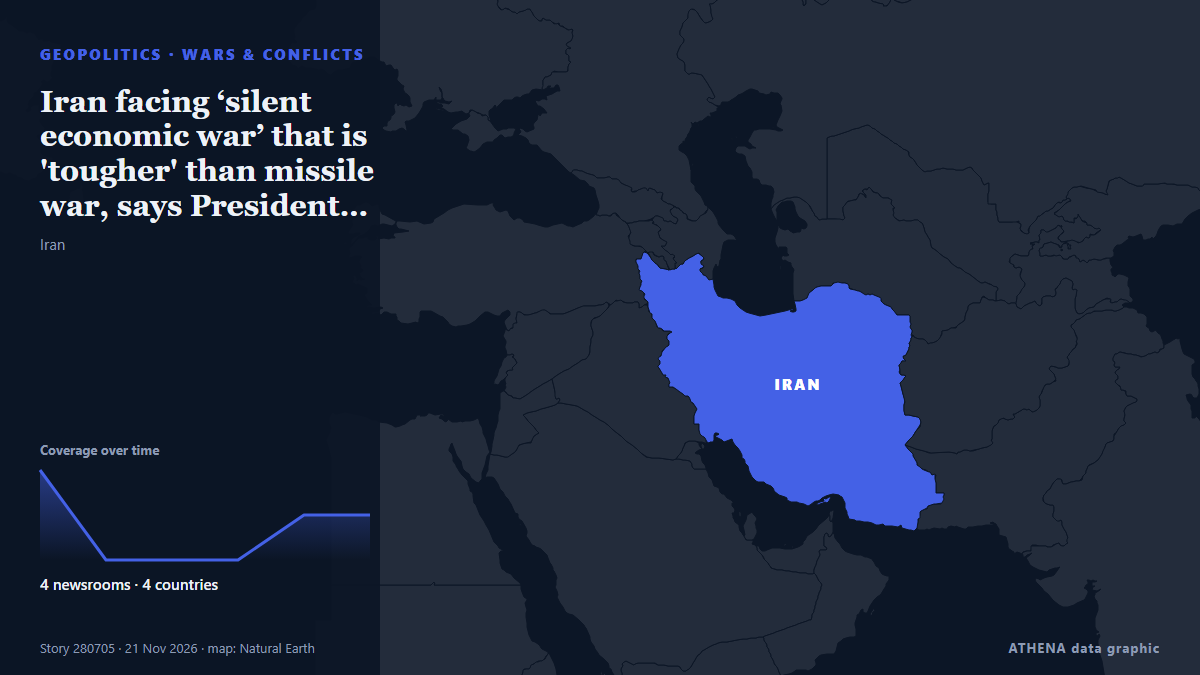 GEOPOLITICS · WARS & CONFLICTS
Iran facing ‘silent
economic war’ that is
'tougher' than missile
war, says President...
Iran
IRAN
Coverage over time
4 newsrooms · 4 countries
Story 280705 · 21 Nov 2026 · map: Natural Earth
ATHENA data graphic